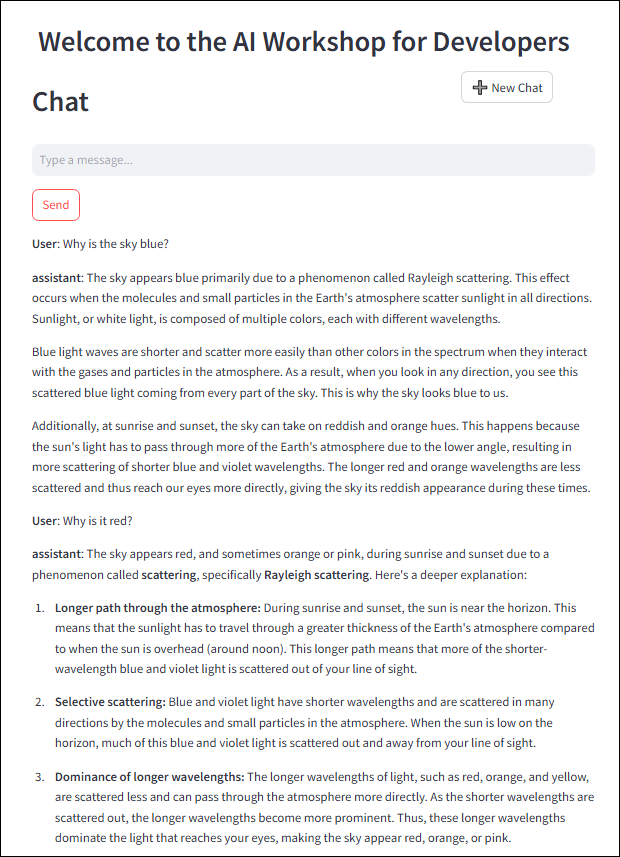 Welcome to the AI Workshop for Developers
Chat
➕ New Chat
Type a message...
Send
User: Why is the sky blue?
assistant: The sky appears blue primarily due to a phenomenon called Rayleigh scattering. This effect
occurs when the molecules and small particles in the Earth's atmosphere scatter sunlight in all directions.
Sunlight, or white light, is composed of multiple colors, each with different wavelengths.
Blue light waves are shorter and scatter more easily than other colors in the spectrum when they interact
with the gases and particles in the atmosphere. As a result, when you look in any direction, you see this
scattered blue light coming from every part of the sky. This is why the sky looks blue to us.
Additionally, at sunrise and sunset, the sky can take on reddish and orange hues. This happens because
the sun's light has to pass through more of the Earth's atmosphere due to the lower angle, resulting in
more scattering of shorter blue and violet wavelengths. The longer red and orange wavelengths are less
scattered and thus reach our eyes more directly, giving the sky its reddish appearance during these times.
User: Why is it red?
assistant: The sky appears red, and sometimes orange or pink, during sunrise and sunset due to a
phenomenon called scattering, specifically Rayleigh scattering. Here's a deeper explanation:
1. Longer path through the atmosphere: During sunrise and sunset, the sun is near the horizon. This
means that the sunlight has to travel through a greater thickness of the Earth's atmosphere compared
to when the sun is overhead (around noon). This longer path means that more of the shorter-
wavelength blue and violet light is scattered out of your line of sight.
2. Selective scattering: Blue and violet light have shorter wavelengths and are scattered in many
directions by the molecules and small particles in the atmosphere. When the sun is low on the
horizon, much of this blue and violet light is scattered out and away from your line of sight.
3. Dominance of longer wavelengths: The longer wavelengths of light, such as red, orange, and yellow,
are scattered less and can pass through the atmosphere more directly. As the shorter wavelengths are
scattered out, the longer wavelengths become more prominent. Thus, these longer wavelengths
dominate the light that reaches your eyes, making the sky appear red, orange, or pink.